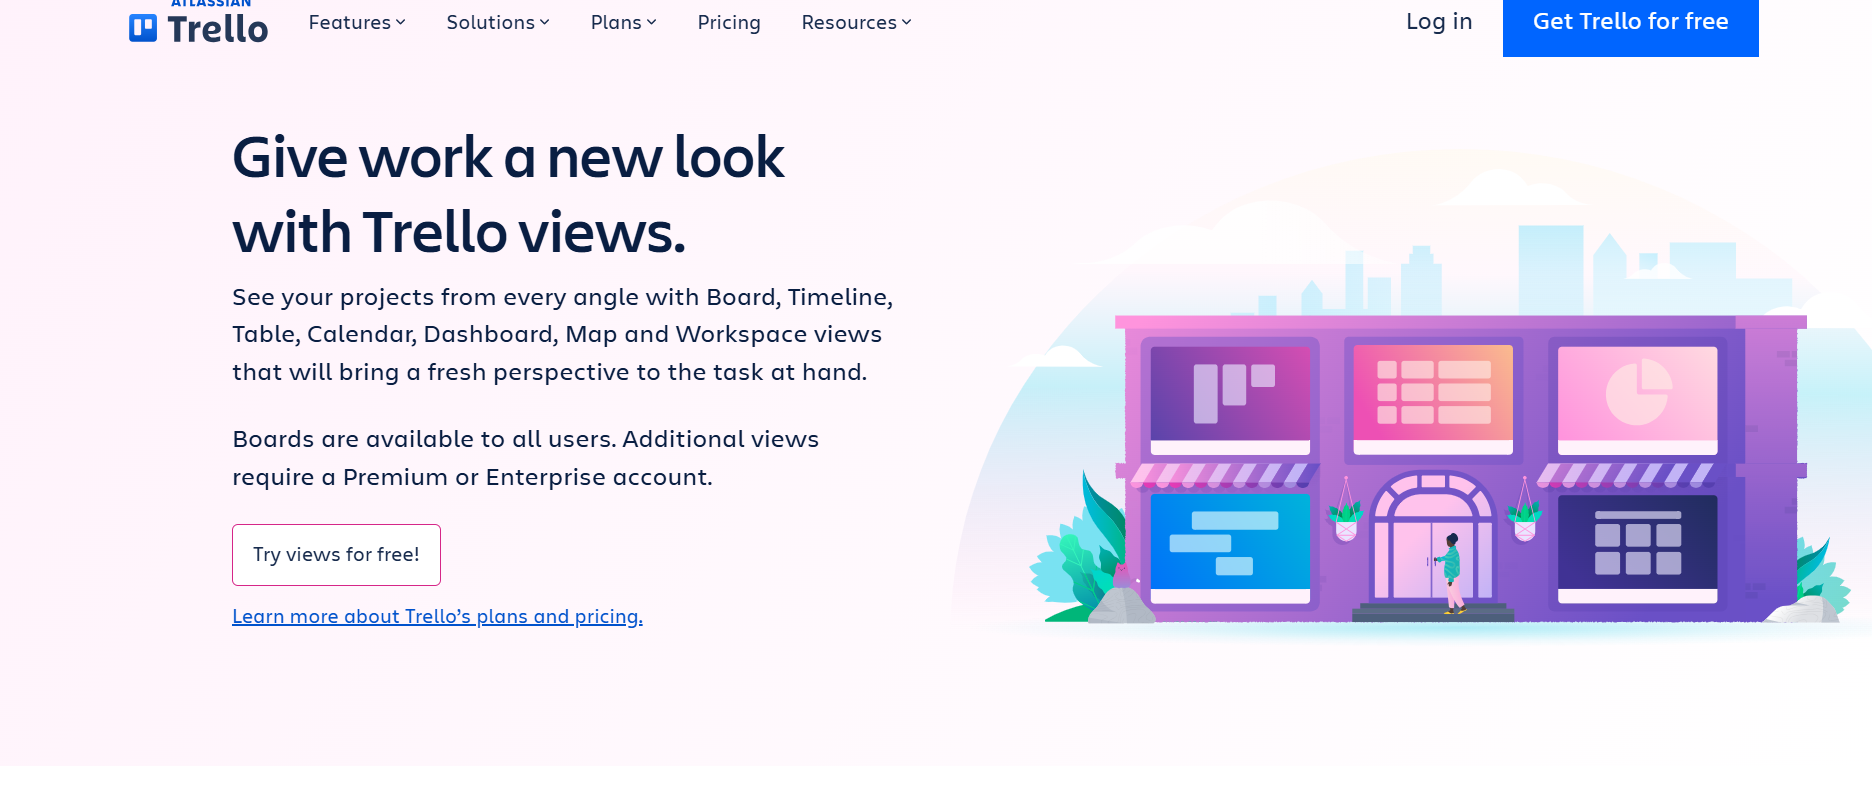 ATLASSIAN
Trello
Features
Solutions
Plans
Pricing
Resources
Log in
Get Trello for free
Give work a new look
with Trello views.
See your projects from every angle with Board, Timeline,
Table, Calendar, Dashboard, Map and Workspace views
that will bring a fresh perspective to the task at hand.
Boards are available to all users. Additional views
require a Premium or Enterprise account.
Try views for free!
Learn more about Trello’s plans and pricing.